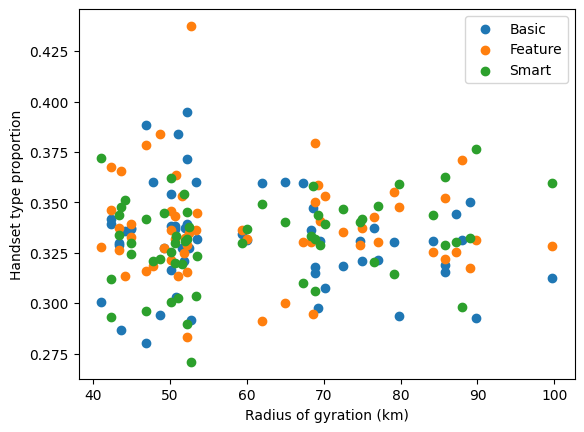 Basic
Feature
Smart
0.425
0.400
0.375
0.350
0.325
0.300
0.275
Handset type proportion
40 50 60 70 80 90 100
Radius of gyration (km)